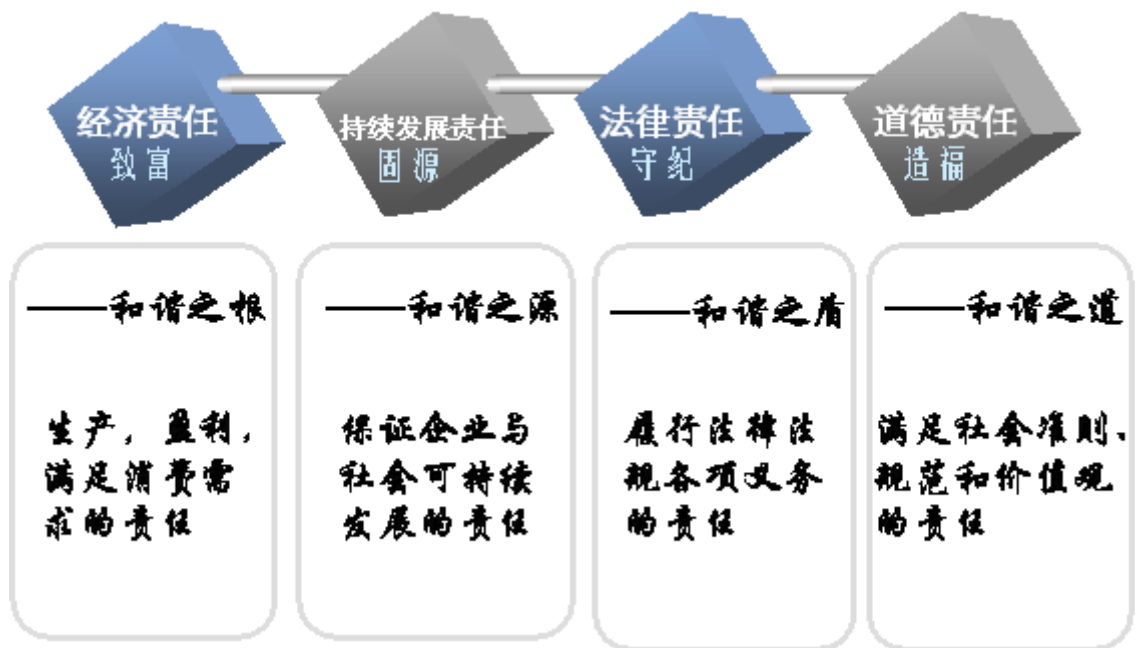 经济责任
致富
持续发展责任
固源
法律责任
守纪
道德责任
造福
——和谐之根
生产，盈利，
满足消费需
求的责任
——和谐之源
保证企业与
社会可持续
发展的责任
——和谐之盾
履行法律法
规各项义务
的责任
——和谐之道
满足社会准则、
规范和价值观
的责任